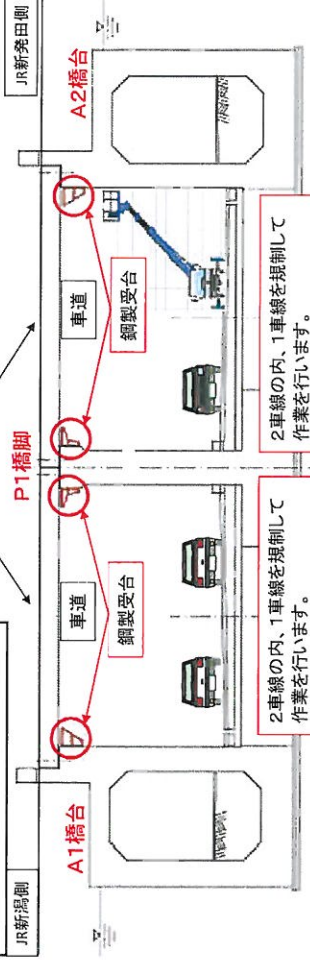 JR新潟側
JR新発田側
P1橋脚
A1橋台
A2橋台
車道
車道
鋼製受台
鋼製受台
2車線の内、1車線を規制して
作業を行います。
2車線の内、1車線を規制して
作業を行います。